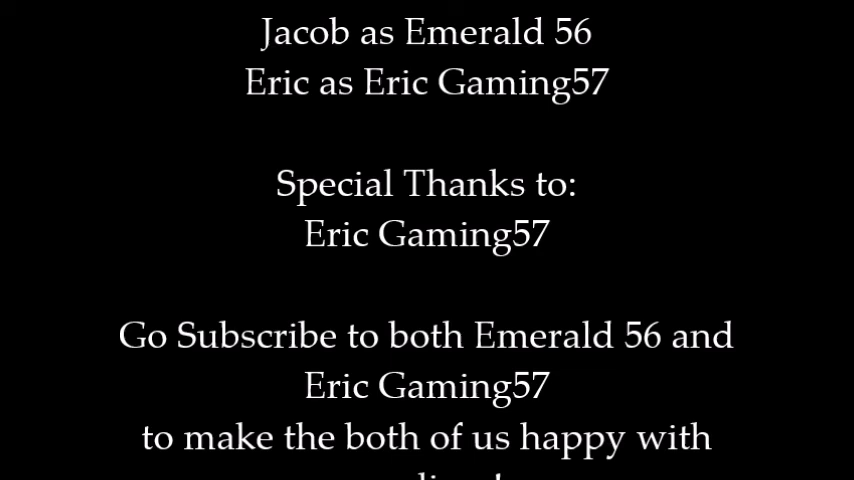 Jacob as Emerald 56
Eric as Eric Gaming57
Special Thanks to:
Eric Gaming57
Go Subscribe to both Emerald 56 and
Eric Gaming57
to make the both of us happy with